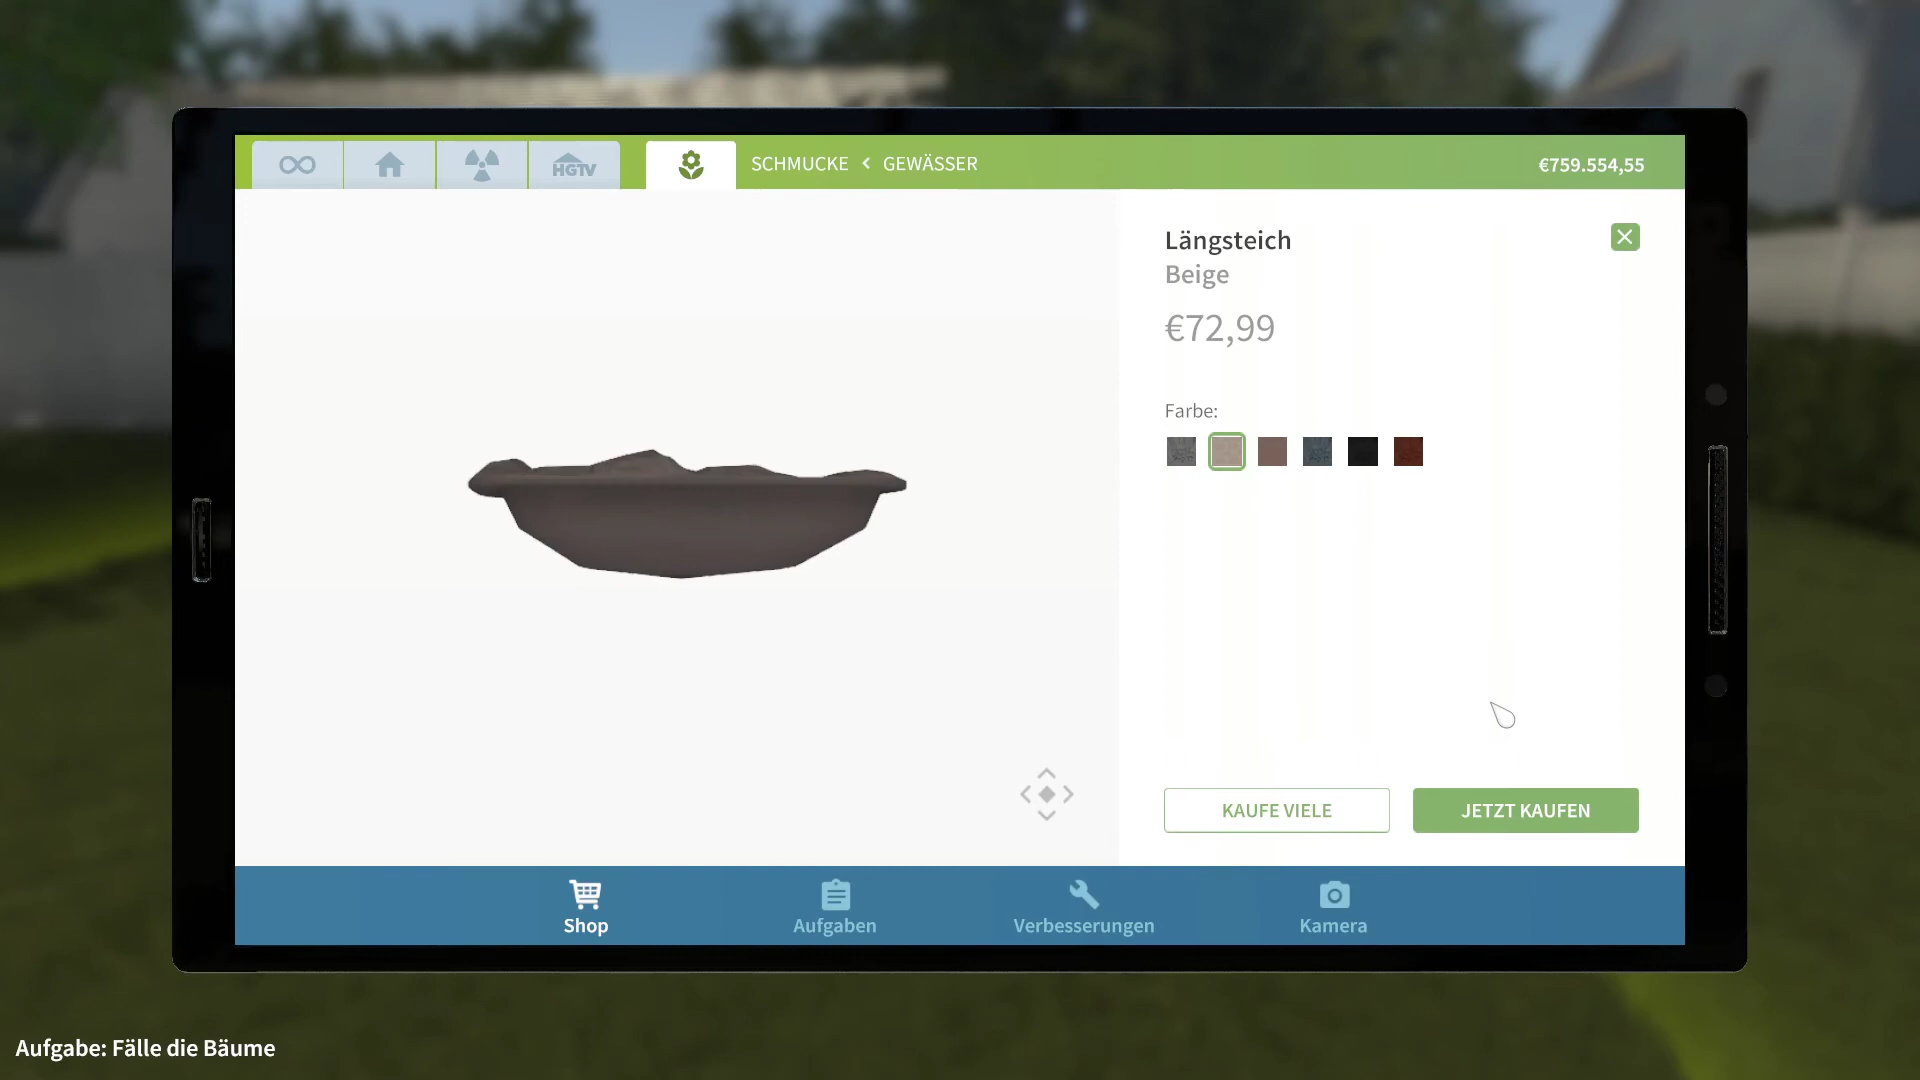 HGTV
SCHMUCKE < GEWÄSSER
€759.554,55
Längsteich
Beige
€72,99
Farbe:
KAUFE VIELE
JETZT KAUFEN
Shop
Aufgaben
Verbesserungen
Kamera
Aufgabe: Fälle die Bäume